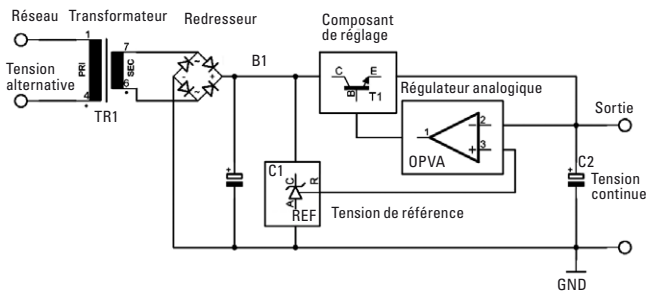 Réseau Transformateur Redresseur
Composant
de réglage
1 7
PRI SEC
Tension
alternative
4 6
TR1
~ - + ~
B1
C E
B T1
Régulateur analogique
1 2
3
- +
OPVA
Sortie
+
C1
C R
A
REF
Tension de référence
+
C2
Tension
continue
GND